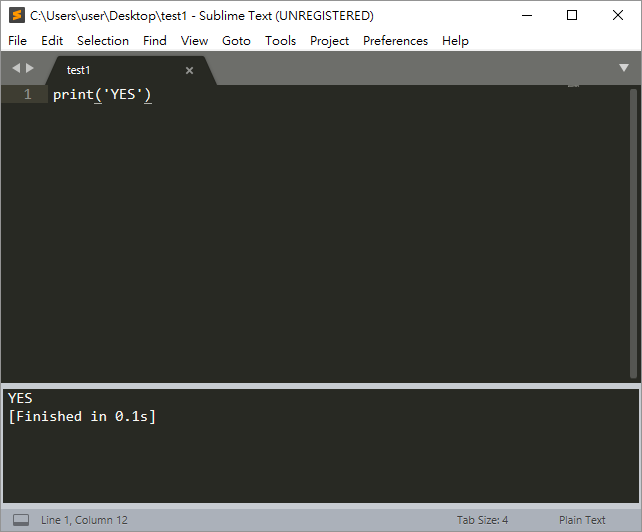 C:\Users\user\Desktop\test1 - Sublime Text (UNREGISTERED)
File Edit Selection Find View Goto Tools Project Preferences Help
test1
1 print('YES')
YES
[Finished in 0.1s]
Line 1, Column 12 Tab Size: 4 Plain Text